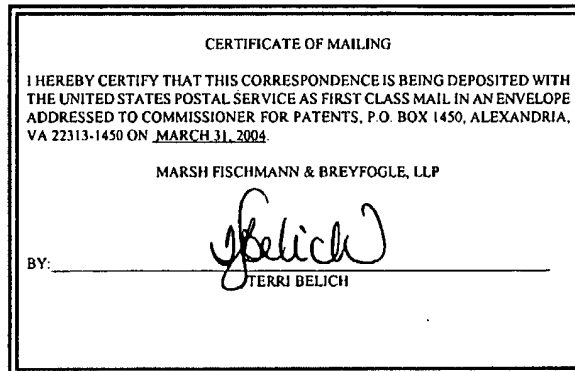 CERTIFICATE OF MAILING
I HEREBY CERTIFY THAT THIS CORRESPONDENCE IS BEING DEPOSITED WITH
THE UNITED STATES POSTAL SERVICE AS FIRST CLASS MAIL IN AN ENVELOPE
ADDRESSED TO COMMISSIONER FOR PATENTS, P.O. BOX 1450, ALEXANDRIA,
VA 22313-1450 ON MARCH 31, 2004.
MARSH FISCHMANN & BREYFOGLE, LLP
BY: TBelich
TERRI BELICH